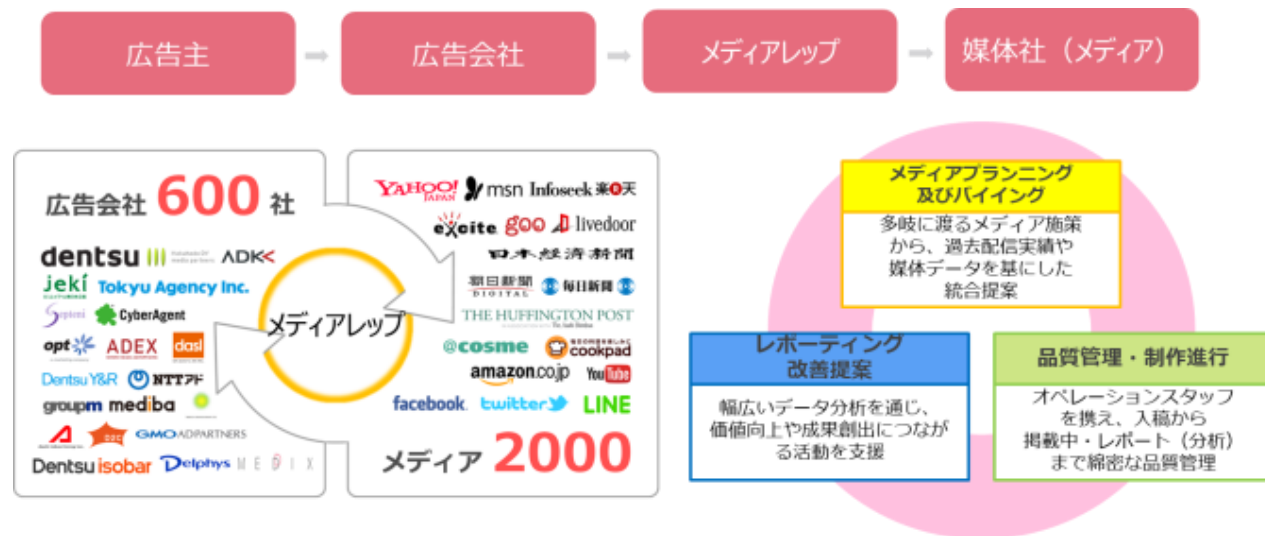 広告主
広告会社
メディアレップ
媒体社（メディア）
広告会社 600 社
dentsu
ADK
jeki
Tokyu Agency Inc.
Septeni
CyberAgent
opt
ADEX
dasl
Dentsu Y&R
NTTアド
groupm mediba
GMO ADPARTNERS
Dentsu isobar
Delphys
MEDIX
メディアレップ
YAHOO! JAPAN
msn
Infoseek 楽天
excite
goo
livedoor
日本経済新聞
朝日新聞 DIGITAL
毎日新聞
THE HUFFINGTON POST
@cosme
cookpad
amazon.co.jp
YouTube
facebook.
twitter
LINE
メディア 2000
メディアプランニング
及びバイイング
多岐に渡るメディア施策
から、過去配信実績や
媒体データを基にした
統合提案
レポーティング
改善提案
幅広いデータ分析を通じ、
価値向上や成果創出につなが
る活動を支援
品質管理・制作進行
オペレーションスタッフ
を携え、入稿から
掲載中・レポート（分析）
まで綿密な品質管理